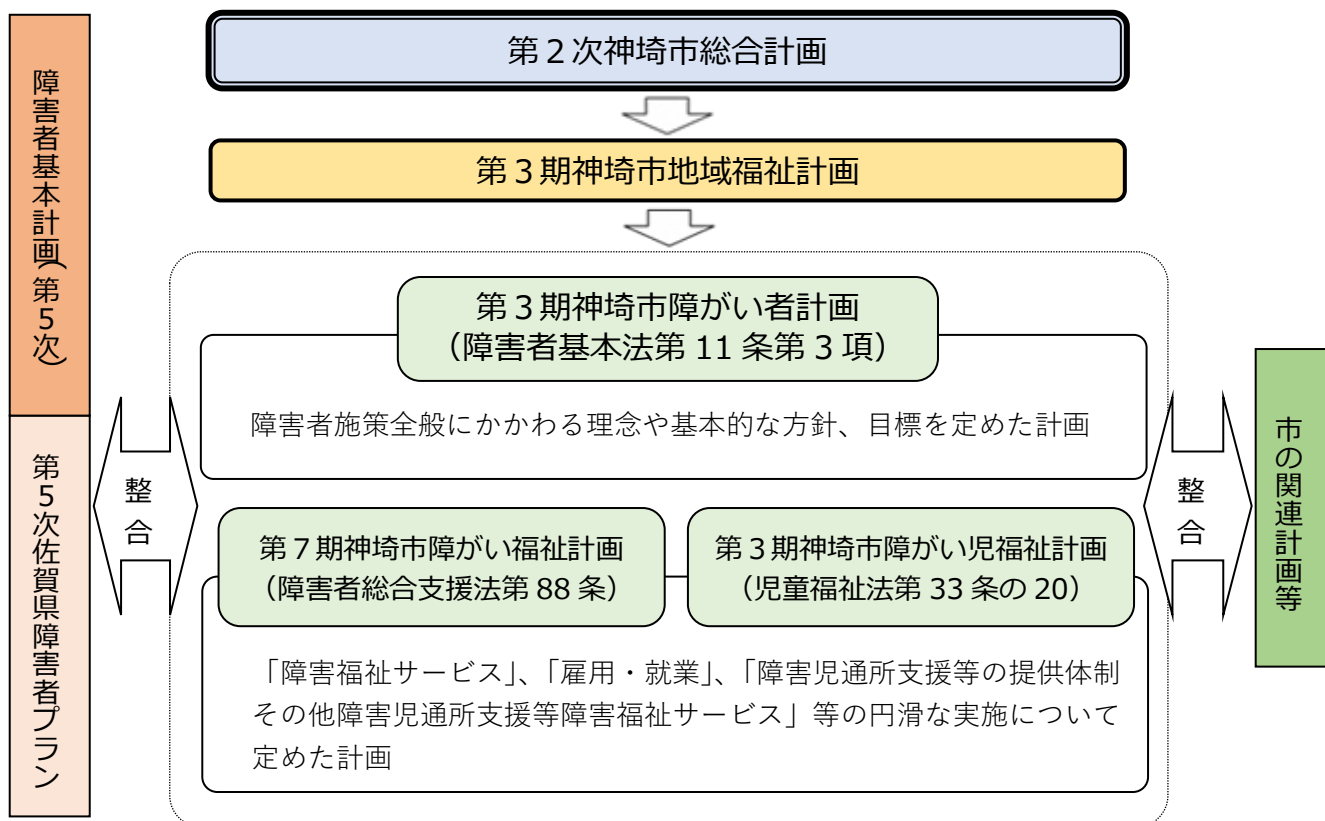 第２次神埼市総合計画
第３期神埼市地域福祉計画
障害者基本計画（第５次）
第５次佐賀県障害者プラン
整合
第３期神埼市障がい者計画
（障害者基本法第 11 条第 3 項）
障害者施策全般にかかわる理念や基本的な方針、目標を定めた計画
第７期神埼市障がい福祉計画
（障害者総合支援法第 88 条）
第３期神埼市障がい児福祉計画
（児童福祉法第 33 条の 20）
「障害福祉サービス」、「雇用・就業」、「障害児通所支援等の提供体制
その他障害児通所支援等障害福祉サービス」等の円滑な実施について
定めた計画
整合
市の関連計画等